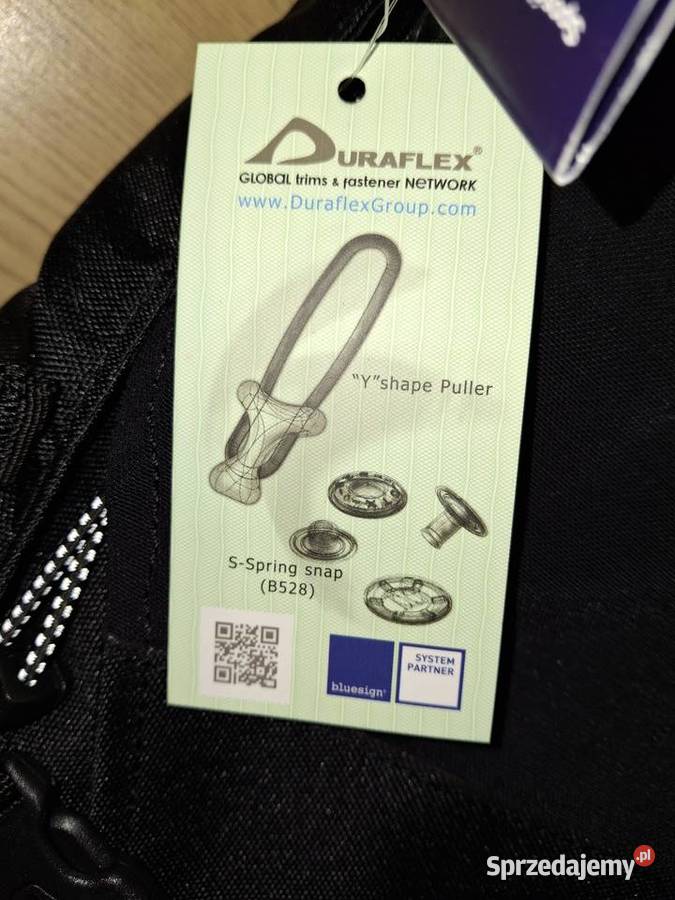 DURAFLEX®
GLOBAL trims & fastener NETWORK
www.DuraflexGroup.com
"Y"shape Puller
S-Spring snap
(B528)
bluesign®
SYSTEM
PARTNER
Sprzedajemy.pl